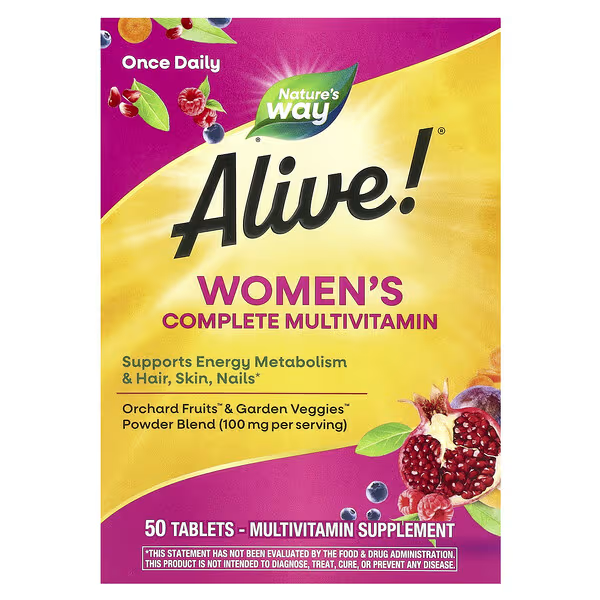 Once Daily
Nature's
way®
Alive!®
WOMEN'S
COMPLETE MULTIVITAMIN
Supports Energy Metabolism
& Hair, Skin, Nails*
Orchard Fruits™ & Garden Veggies™
Powder Blend (100 mg per serving)
50 TABLETS - MULTIVITAMIN SUPPLEMENT
*THIS STATEMENT HAS NOT BEEN EVALUATED BY THE FOOD & DRUG ADMINISTRATION.
THIS PRODUCT IS NOT INTENDED TO DIAGNOSE, TREAT, CURE, OR PREVENT ANY DISEASE.